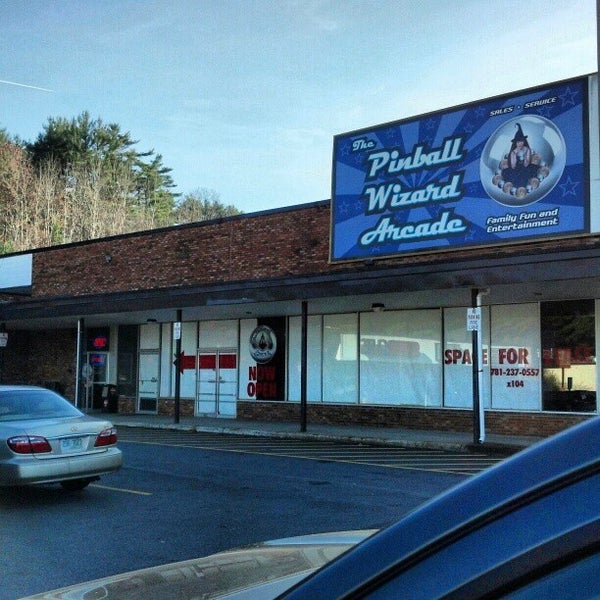 SALES • SERVICE
The
Pinball
Wizard
Arcade
Family Fun and
Entertainment
NOW
OPEN
SPACE FOR
781-237-0557
x104